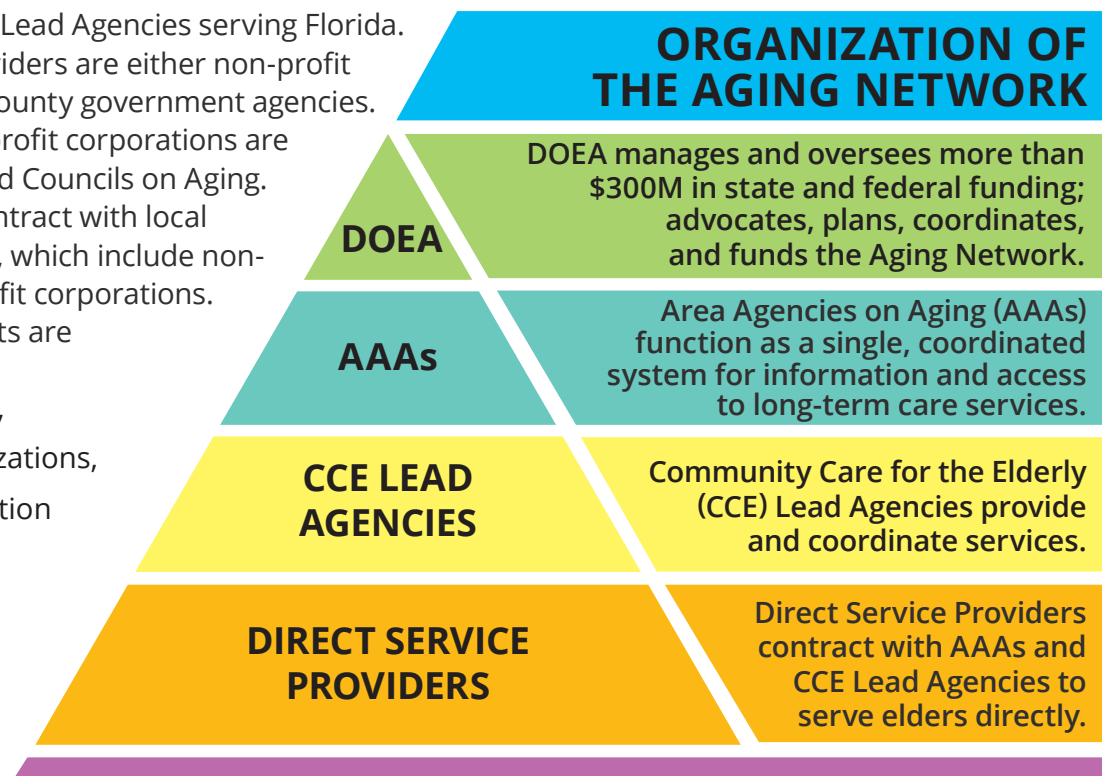 Lead Agencies serving Florida.
viders are either non-profit
ounty government agencies.
rofit corporations are
d Councils on Aging.
ntract with local
, which include non-
fit corporations.
ts are
y
zations,
tion
ORGANIZATION OF
THE AGING NETWORK
DOEA
DOEA manages and oversees more than
$300M in state and federal funding;
advocates, plans, coordinates,
and funds the Aging Network.
AAAs
Area Agencies on Aging (AAAs)
function as a single, coordinated
system for information and access
to long-term care services.
CCE LEAD
AGENCIES
Community Care for the Elderly
(CCE) Lead Agencies provide
and coordinate services.
DIRECT SERVICE
PROVIDERS
Direct Service Providers
contract with AAAs and
CCE Lead Agencies to
serve elders directly.